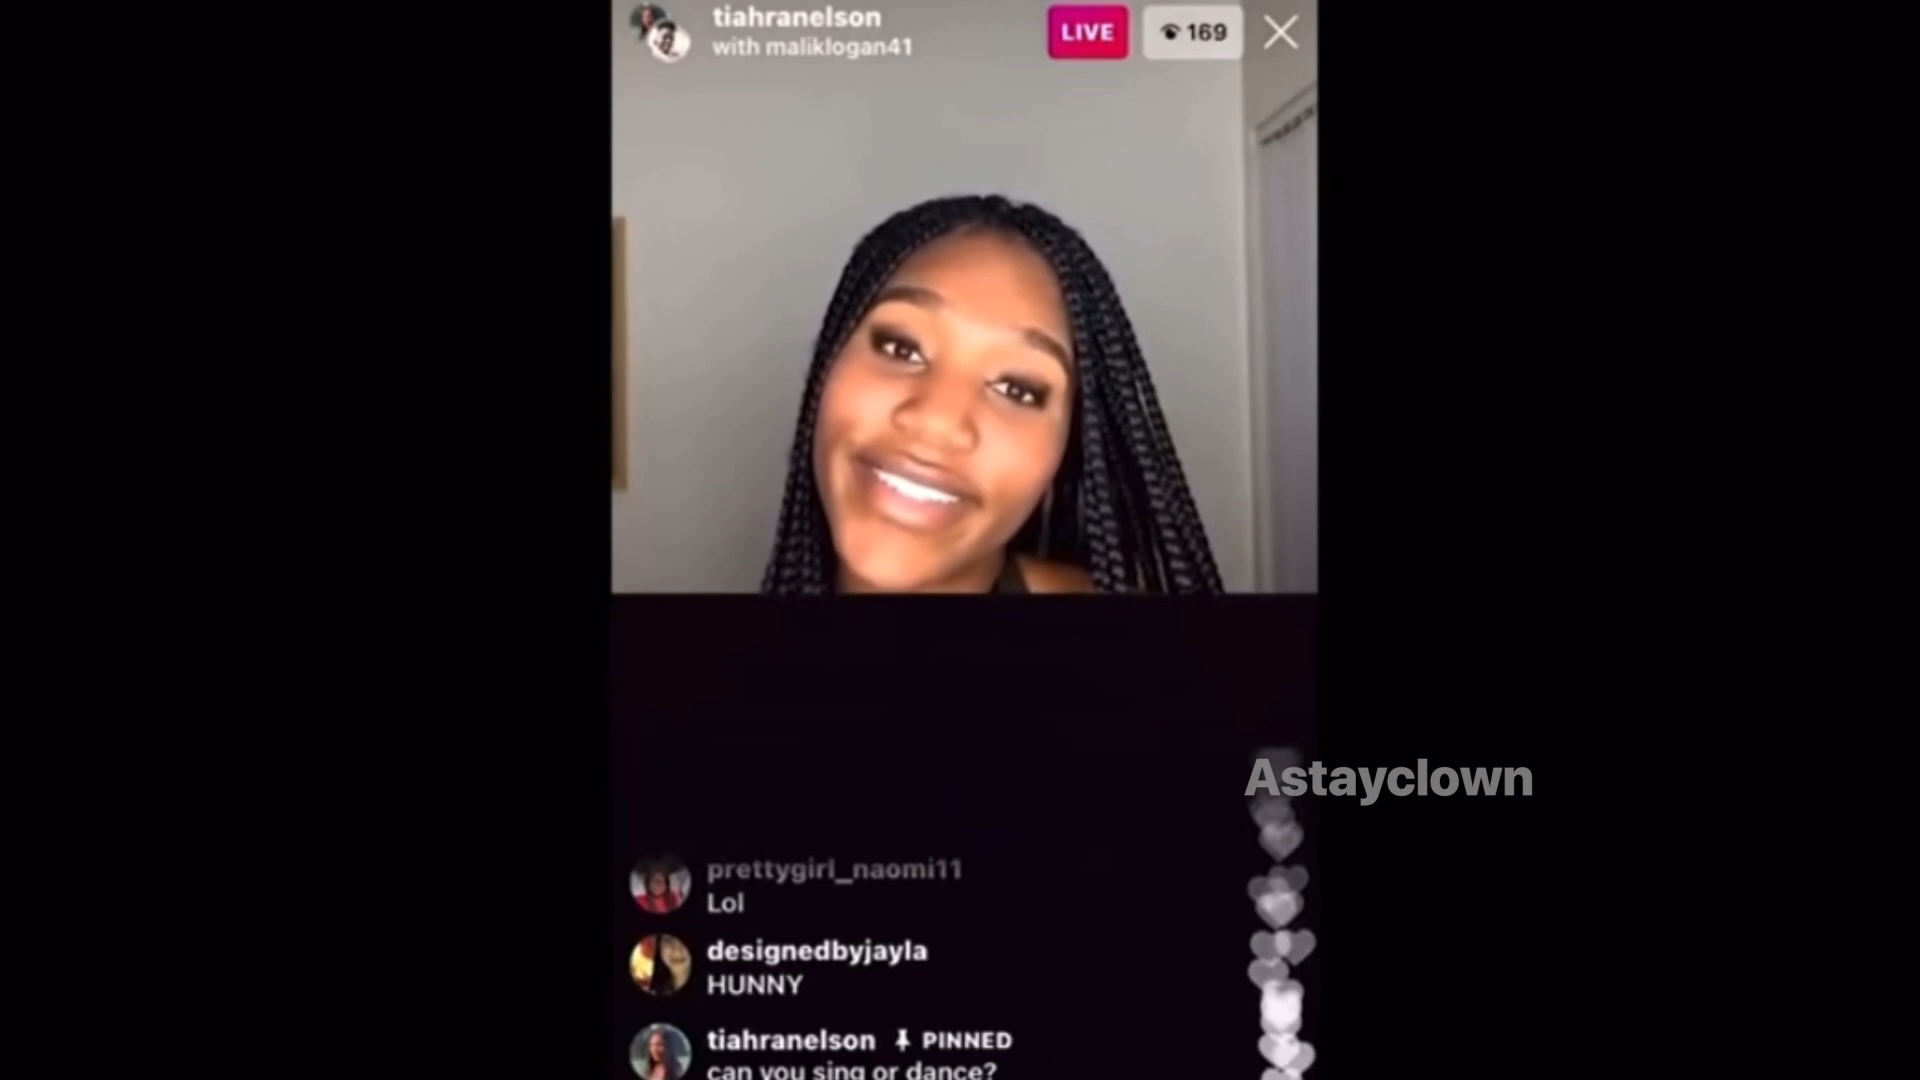 tiahranelson
with maliklogan41
LIVE
169
Astayclown
prettygirl_naomi11
Lol
designedbyjayla
HUNNY
tiahranelson PINNED
can you sing or dance?